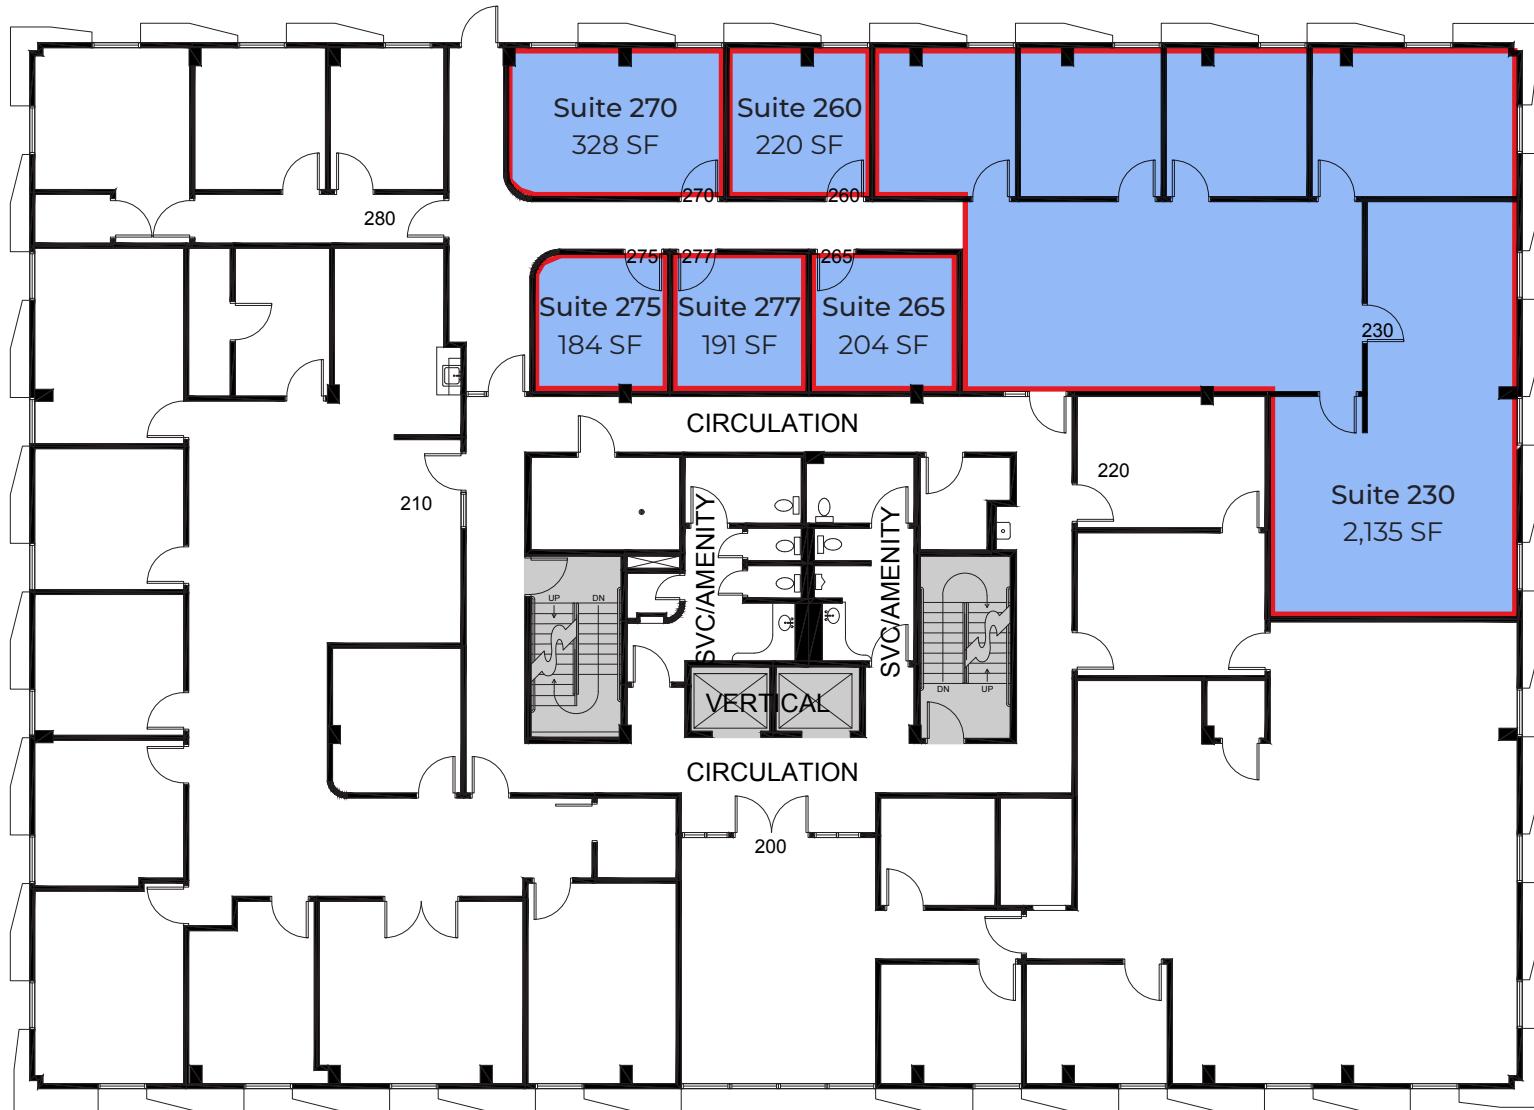 Suite 270
328 SF
Suite 260
220 SF
270
260
280
275
277
265
Suite 275
184 SF
Suite 277
191 SF
Suite 265
204 SF
230
CIRCULATION
220
210
Suite 230
2,135 SF
SVC/AMENITY
SVC/AMENITY
UP
DN
DN
UP
VERTICAL
CIRCULATION
200